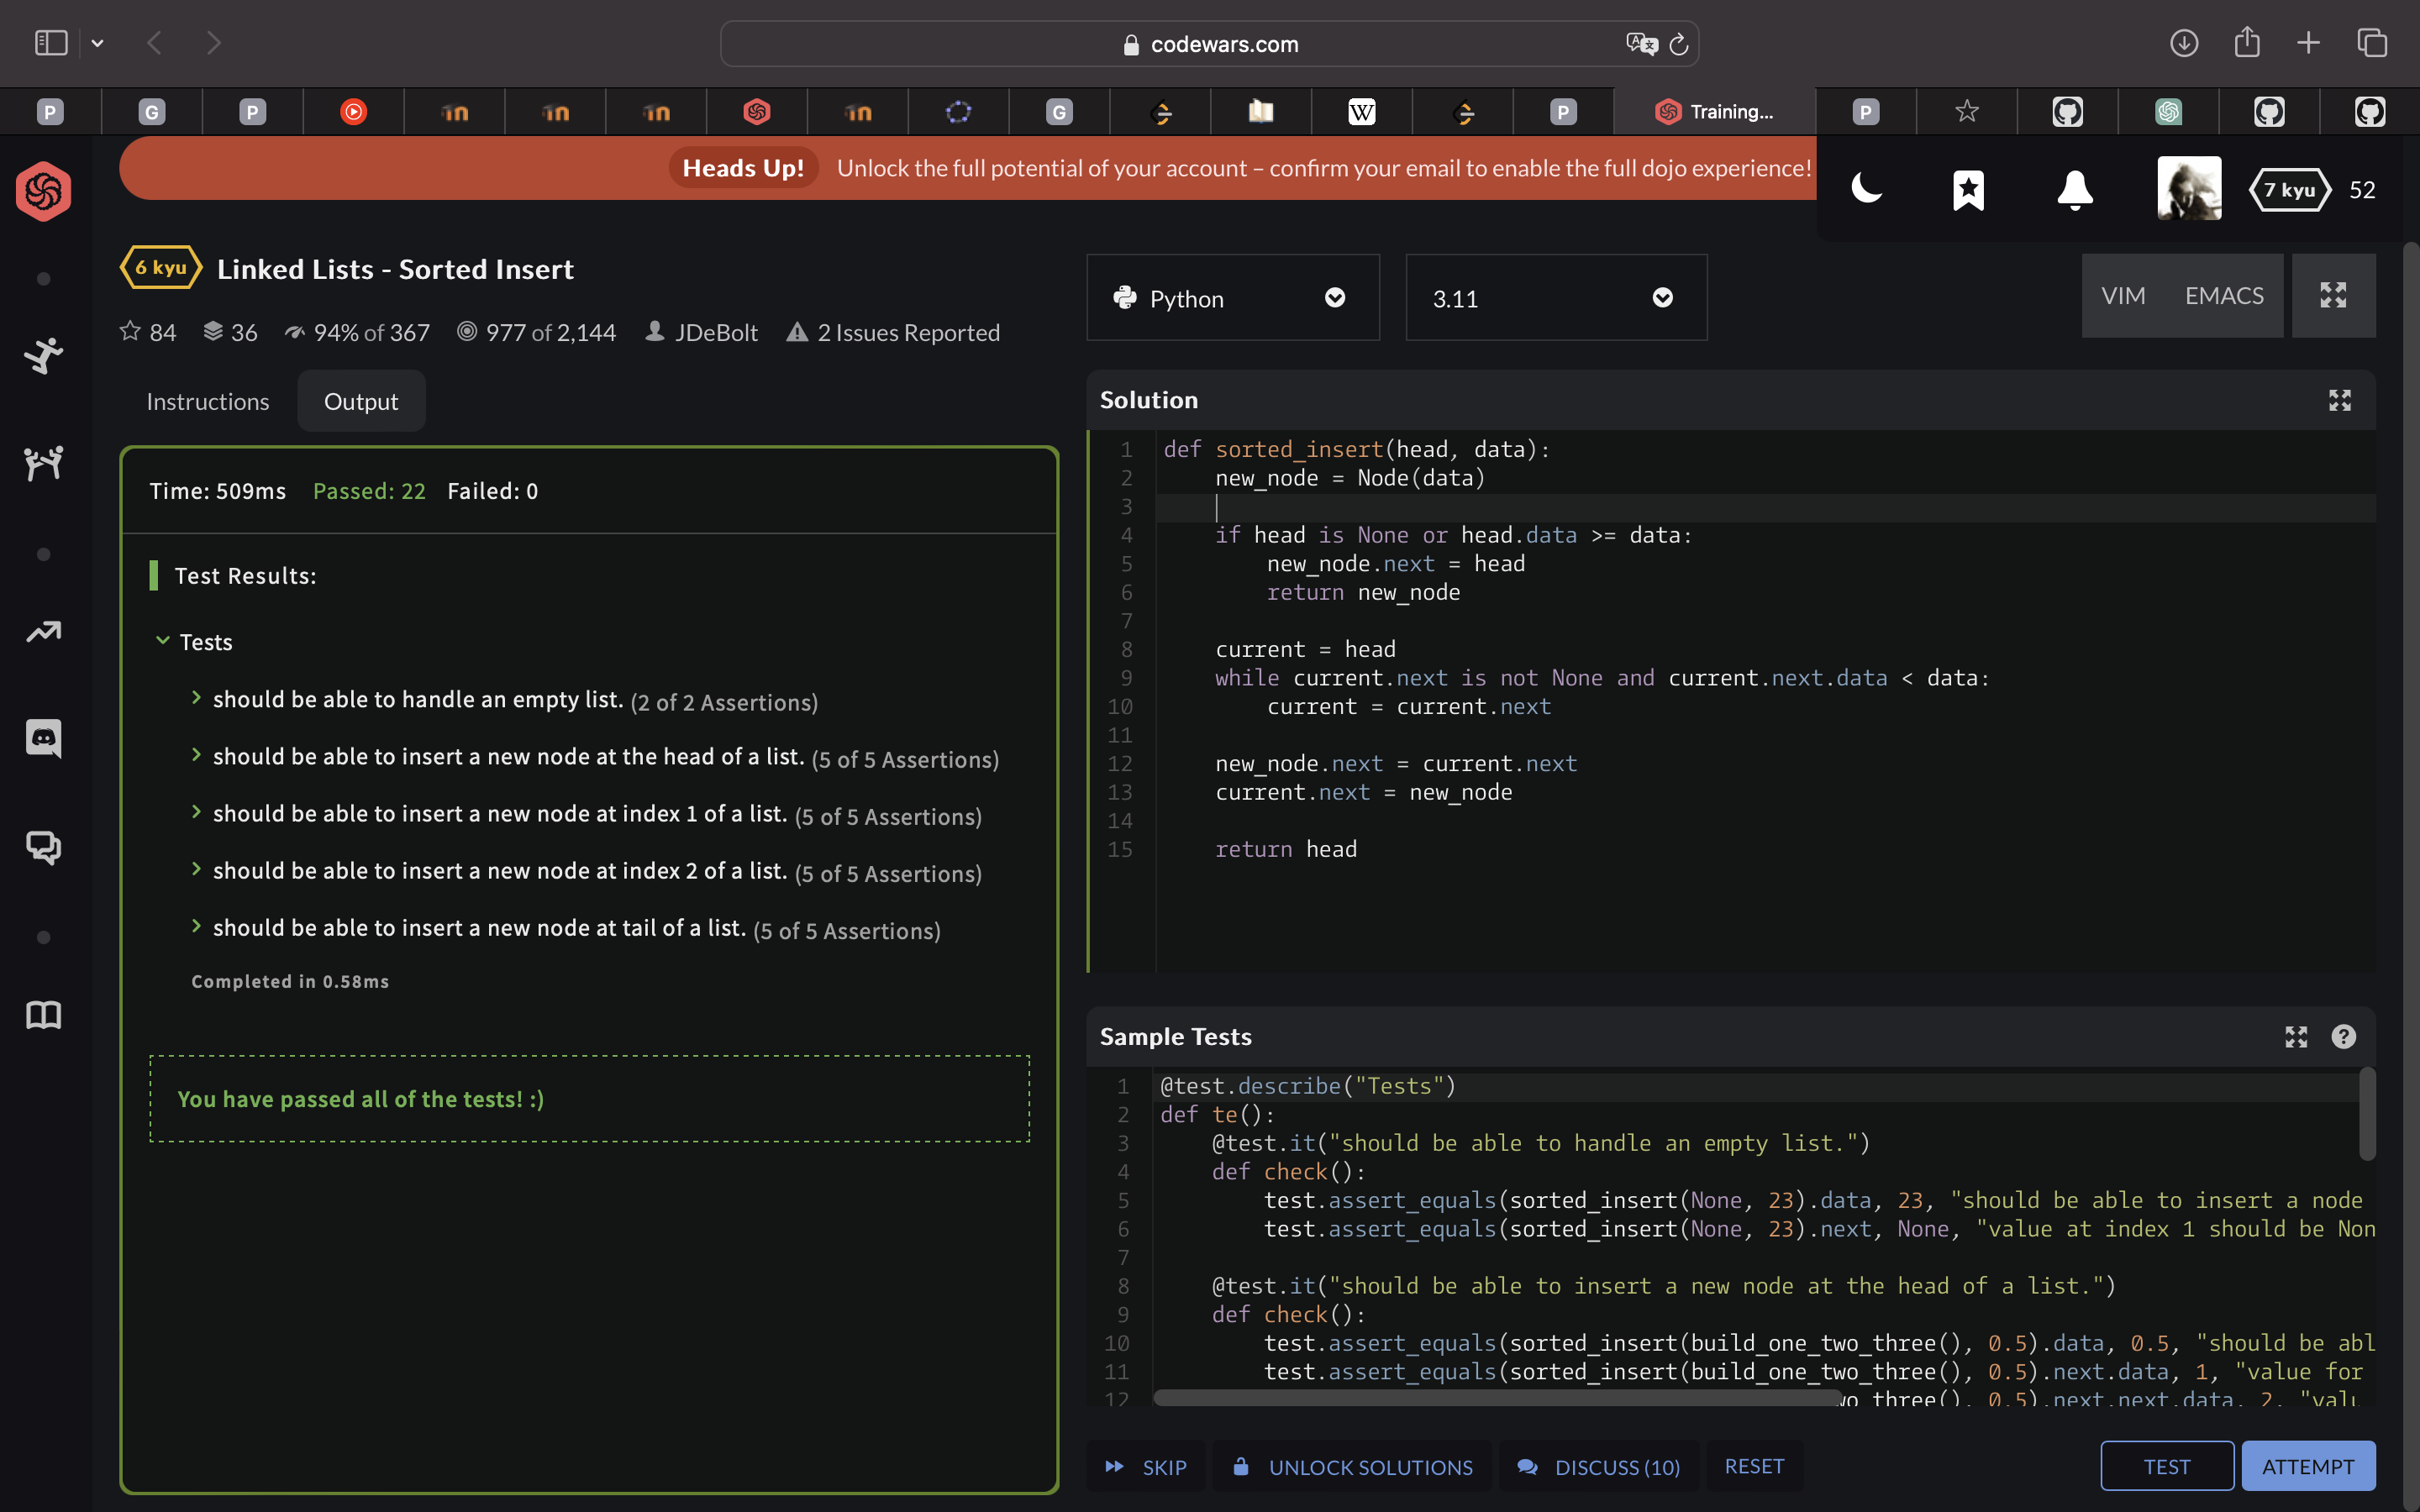 codewars.com
P
G
P
G
W
P
Training...
P
Heads Up! Unlock the full potential of your account – confirm your email to enable the full dojo experience!
7 kyu 52
6 kyu Linked Lists - Sorted Insert
84 36 94% of 367 977 of 2,144 JDeBolt 2 Issues Reported
Python
3.11
VIM EMACS
Instructions
Output
Time: 509ms Passed: 22 Failed: 0
Test Results:
Tests
should be able to handle an empty list. (2 of 2 Assertions)
should be able to insert a new node at the head of a list. (5 of 5 Assertions)
should be able to insert a new node at index 1 of a list. (5 of 5 Assertions)
should be able to insert a new node at index 2 of a list. (5 of 5 Assertions)
should be able to insert a new node at tail of a list. (5 of 5 Assertions)
Completed in 0.58ms
You have passed all of the tests! :)
Solution
1 def sorted_insert(head, data):
2     new_node = Node(data)
3
4     if head is None or head.data >= data:
5         new_node.next = head
6         return new_node
7
8     current = head
9     while current.next is not None and current.next.data < data:
10         current = current.next
11
12     new_node.next = current.next
13     current.next = new_node
14
15     return head
Sample Tests
1 @test.describe("Tests")
2 def te():
3     @test.it("should be able to handle an empty list.")
4     def check():
5         test.assert_equals(sorted_insert(None, 23).data, 23, "should be able to insert a node
6         test.assert_equals(sorted_insert(None, 23).next, None, "value at index 1 should be Non
7
8     @test.it("should be able to insert a new node at the head of a list.")
9     def check():
10         test.assert_equals(sorted_insert(build_one_two_three(), 0.5).data, 0.5, "should be abl
11         test.assert_equals(sorted_insert(build_one_two_three(), 0.5).next.data, 1, "value for
12 wo_three(), 0.5).next.next.data, 2, "valu
SKIP
UNLOCK SOLUTIONS
DISCUSS (10)
RESET
TEST
ATTEMPT